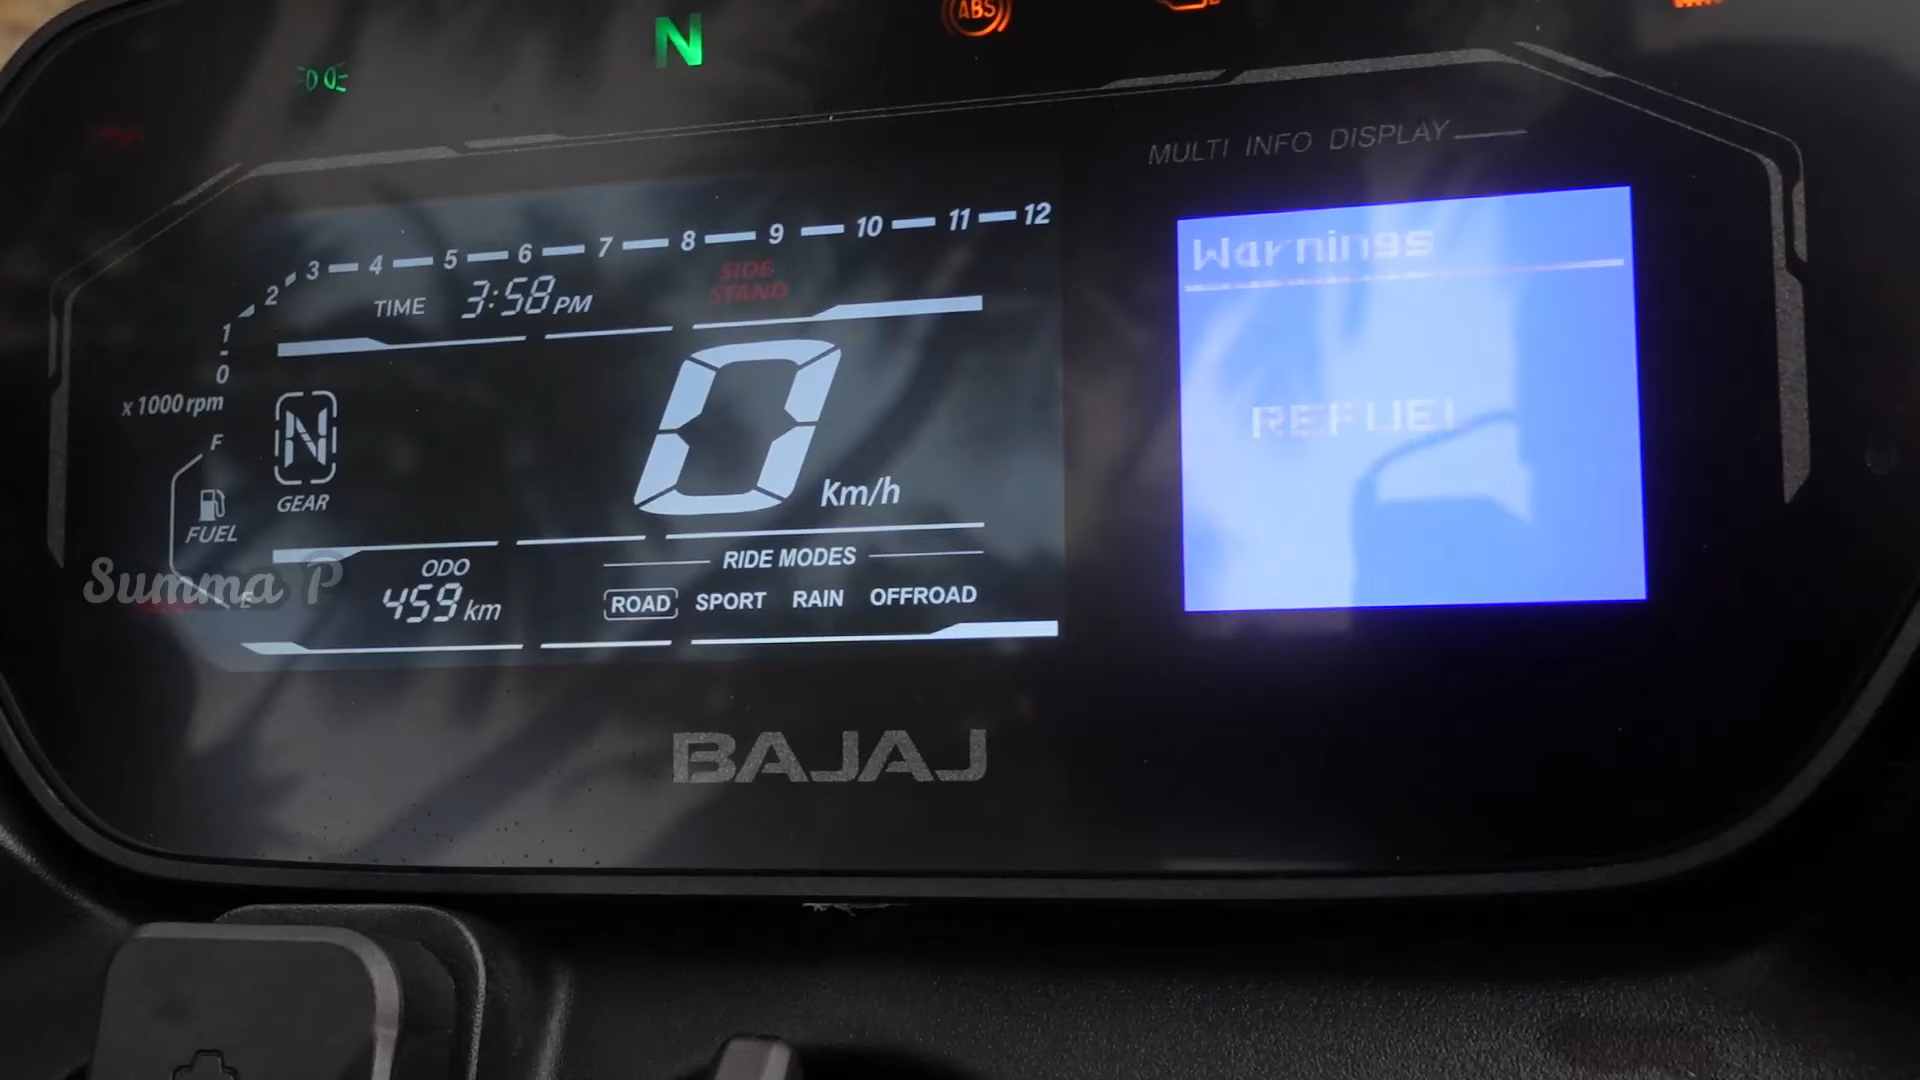 N
ABS
MULTI INFO DISPLAY
1 2 3 4 5 6 7 8 9 10 11 12
0
x 1000 rpm
TIME 3:58 PM
SIDE
STAND
Warnings
REFUEL
N
GEAR
0 Km/h
F
FUEL
E
ODO
459 km
RIDE MODES
ROAD SPORT RAIN OFFROAD
Summa P
BAJAJ